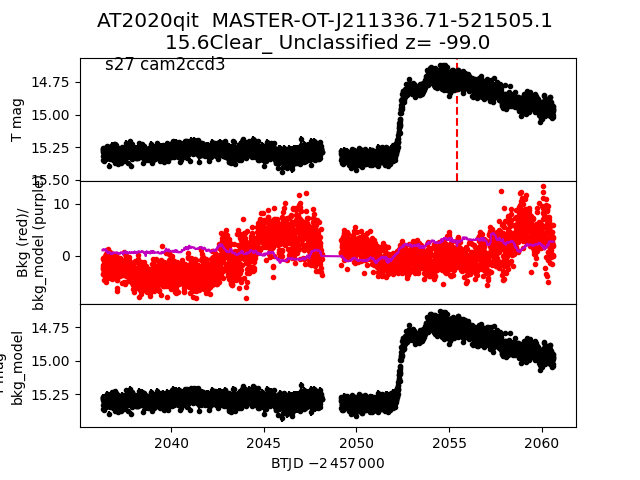 AT2020qit MASTER-OT-J211336.71-521505.1
15.6Clear_ Unclassified z= -99.0
s27 cam2ccd3
T mag
14.75
15.00
15.25
15.50
Bkg (red)/
bkg_model (purple)
10
0
bkg_model
14.75
15.00
15.25
2040
2045
2050
2055
2060
BTJD −2 457 000